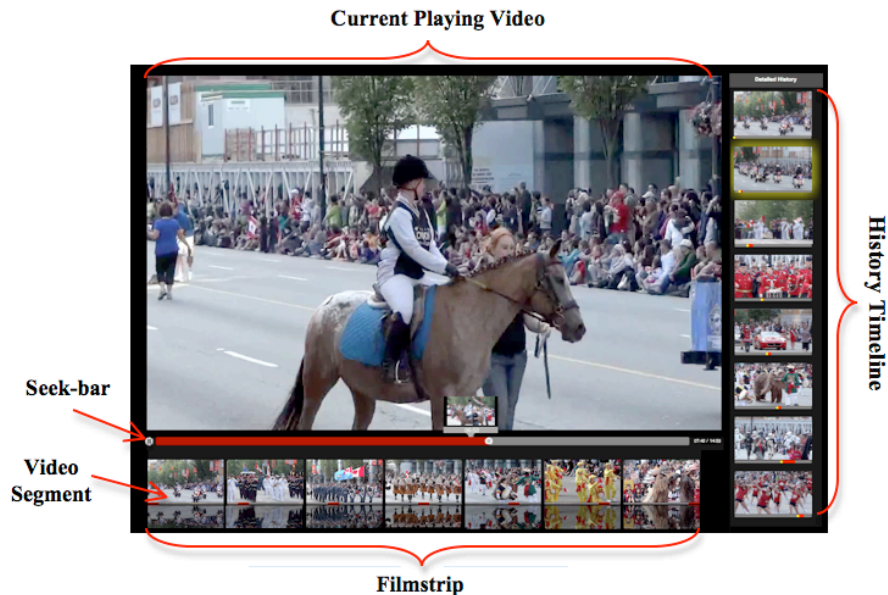 Current Playing Video
Detailed History
History Timeline
Seek-bar
Video
Segment
Filmstrip